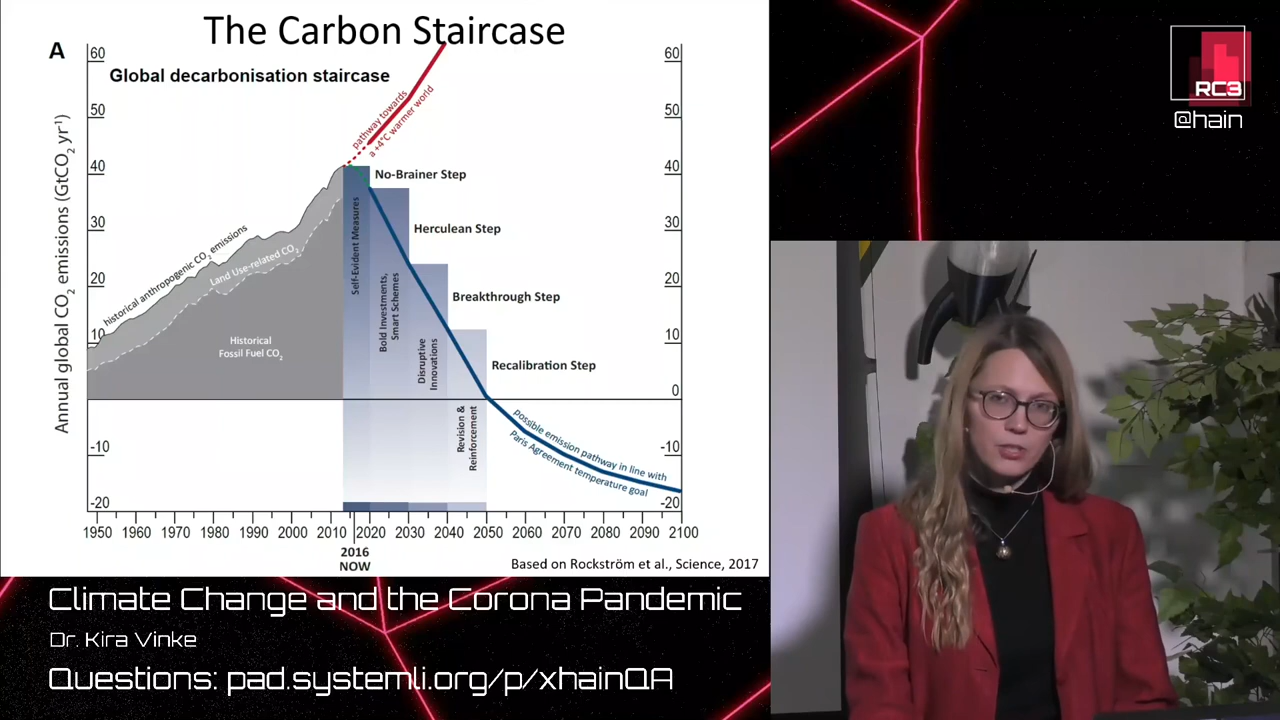 The Carbon Staircase
A
Global decarbonisation staircase
Annual global CO2 emissions (GtCO2 yr-1)
60
50
40
30
20
10
-10
-20
60
50
40
30
20
10
0
-10
-20
pathway towards
a +4°C warmer world
historical anthropogenic CO2 emissions
Land Use-related CO2
Historical
Fossil Fuel CO2
No-Brainer Step
Herculean Step
Breakthrough Step
Recalibration Step
Self-Evident Measures
Bold Investments,
Smart Schemes
Disruptive
Innovations
Revision &
Reinforcement
possible emission pathway in line with
Paris Agreement temperature goal
1950 1960 1970 1980 1990 2000 2010 2020 2030 2040 2050 2060 2070 2080 2090 2100
2016
NOW
Based on Rockström et al., Science, 2017
RC3
@hain
Climate Change and the Corona Pandemic
Dr. Kira Vinke
Questions: pad.systemli.org/p/xhainQA